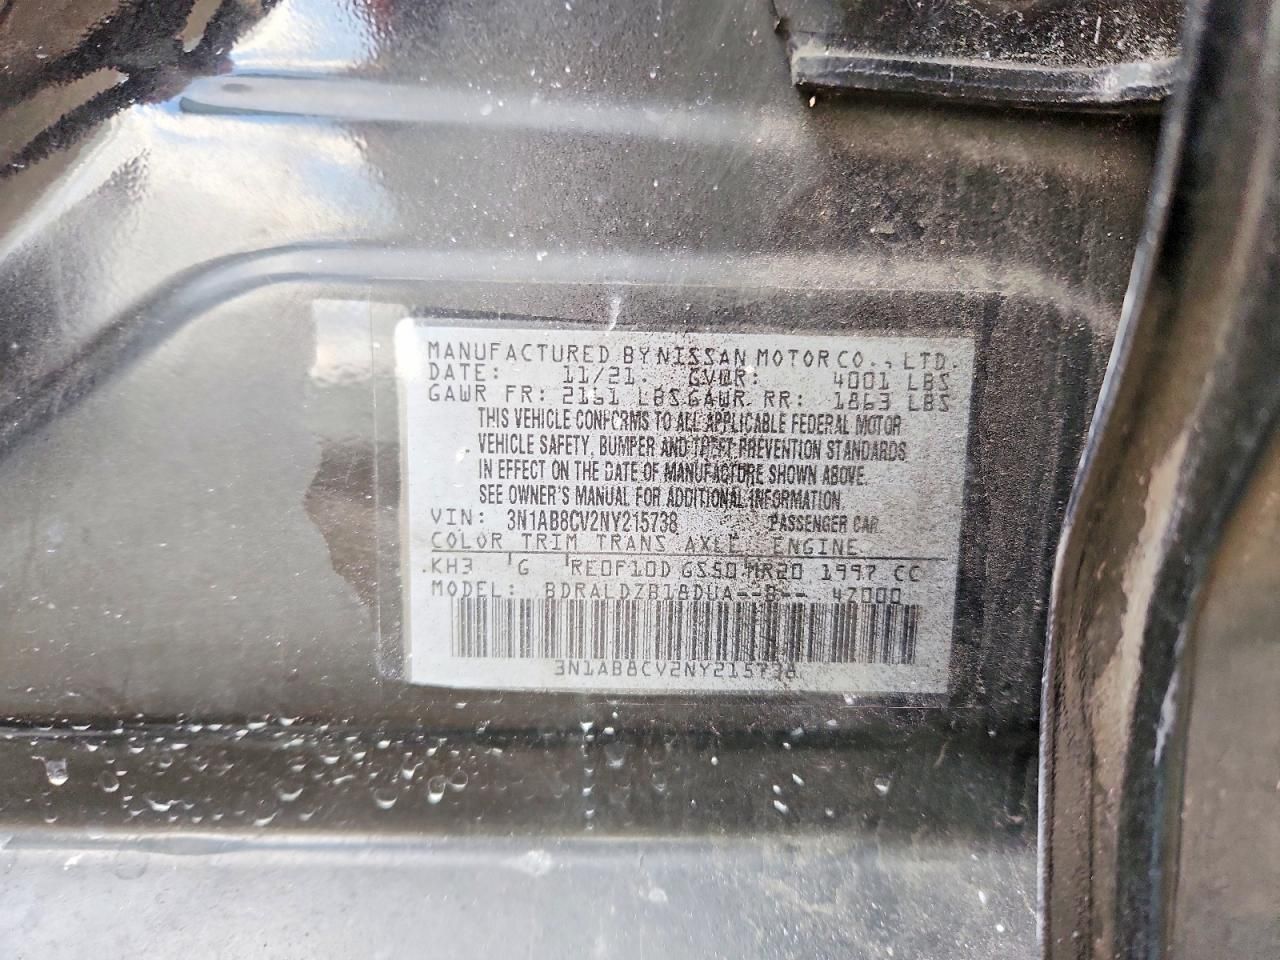 MANUFACTURED BY NISSAN MOTOR CO., LTD.
DATE: 11/21 GVWR: 4001 LBS
GAWR FR: 2161 LBS GAWR RR: 1863 LBS
THIS VEHICLE CONFORMS TO ALL APPLICABLE FEDERAL MOTOR
VEHICLE SAFETY, BUMPER AND THEFT PREVENTION STANDARDS
IN EFFECT ON THE DATE OF MANUFACTURE SHOWN ABOVE.
SEE OWNER'S MANUAL FOR ADDITIONAL INFORMATION.
VIN: 3N1AB8CV2NY215738 PASSENGER CAR
COLOR TRIM TRANS AXLE ENGINE
KH3 G RE0F10D GS50 MR20 1997 CC
MODEL: BDRALDZB18DUA--B-- 47000
3N1AB8CV2NY215738